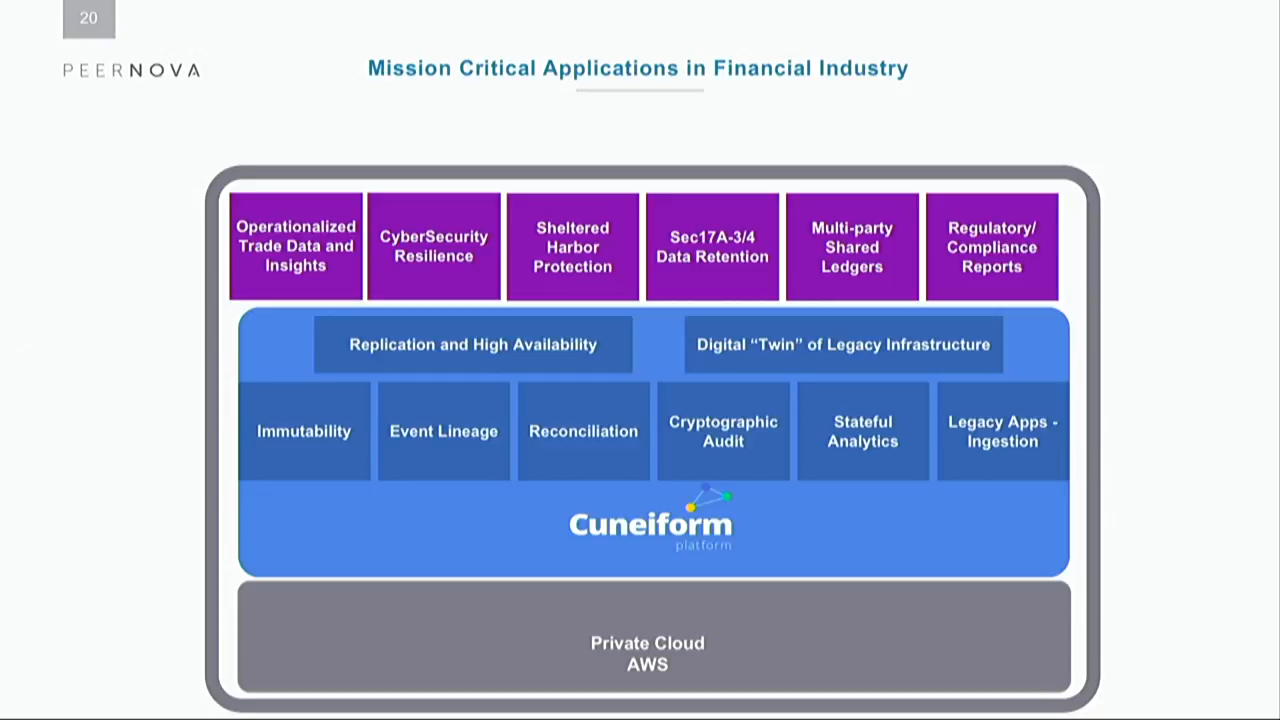 20
PEERNOVA
Mission Critical Applications in Financial Industry
Operationalized
Trade Data and
Insights
CyberSecurity
Resilience
Sheltered
Harbor
Protection
Sec17A-3/4
Data Retention
Multi-party
Shared
Ledgers
Regulatory/
Compliance
Reports
Replication and High Availability
Digital “Twin” of Legacy Infrastructure
Immutability
Event Lineage
Reconciliation
Cryptographic
Audit
Stateful
Analytics
Legacy Apps -
Ingestion
Cuneiform
platform
Private Cloud
AWS